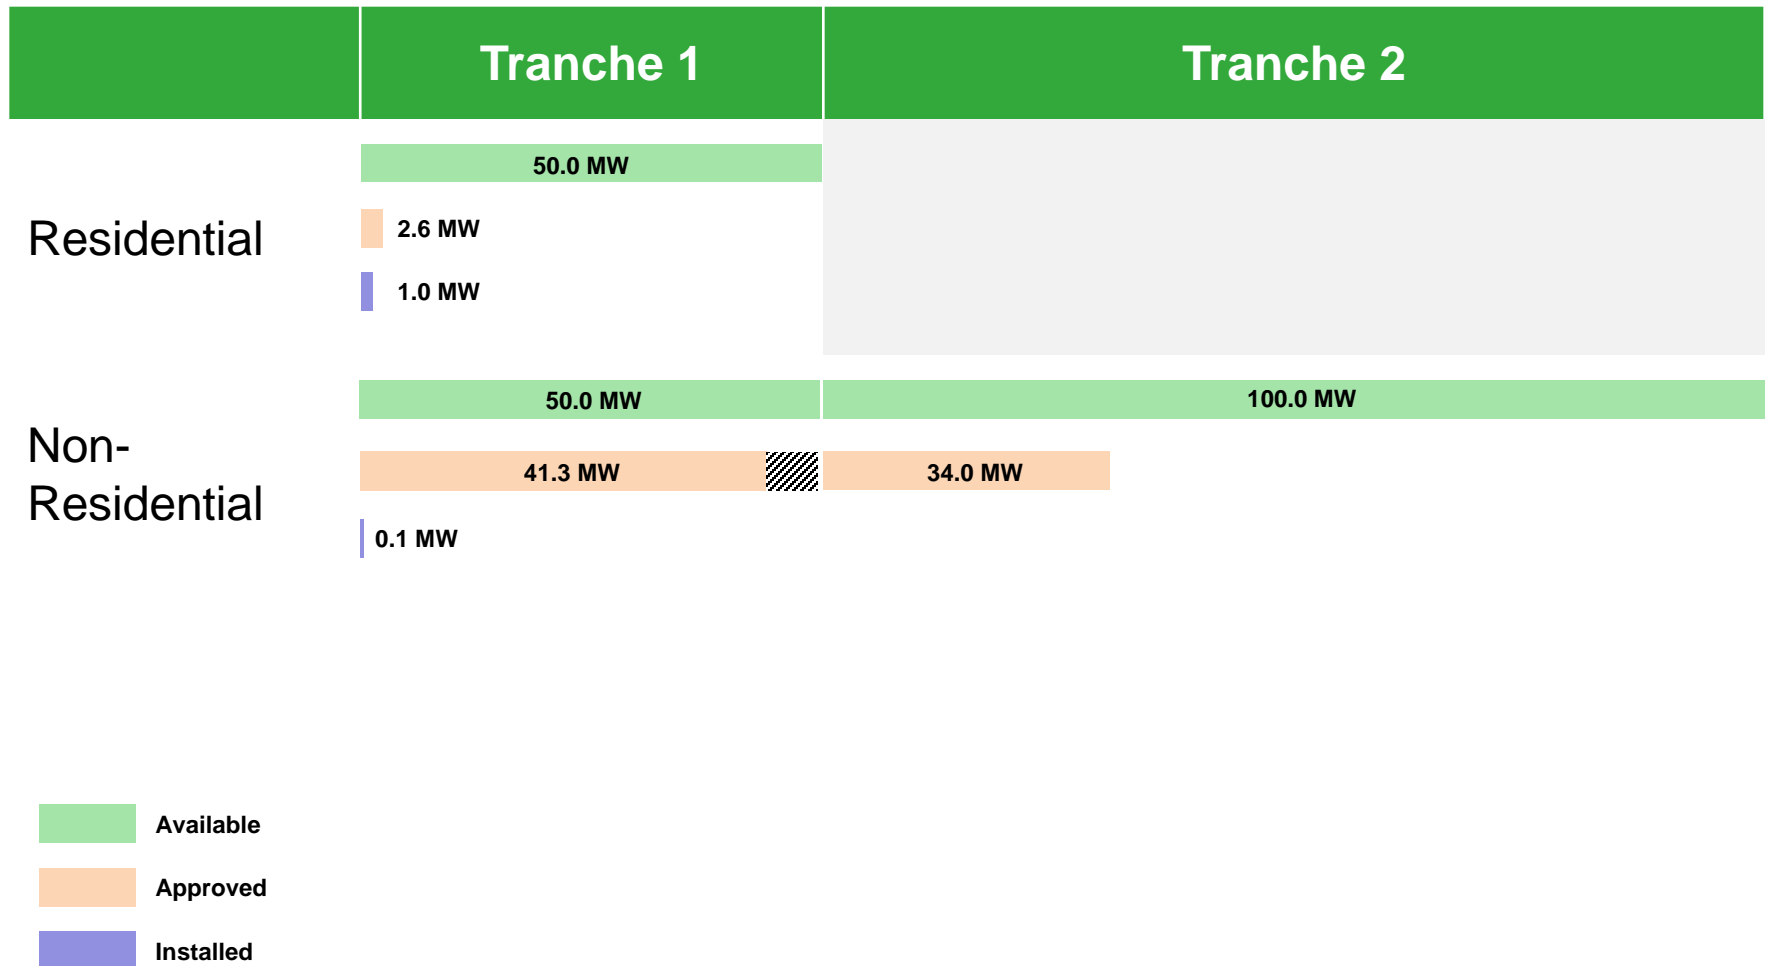 Tranche 1
Tranche 2
Residential
50.0 MW
2.6 MW
1.0 MW
Non-
Residential
50.0 MW
100.0 MW
41.3 MW
34.0 MW
0.1 MW
Available
Approved
Installed